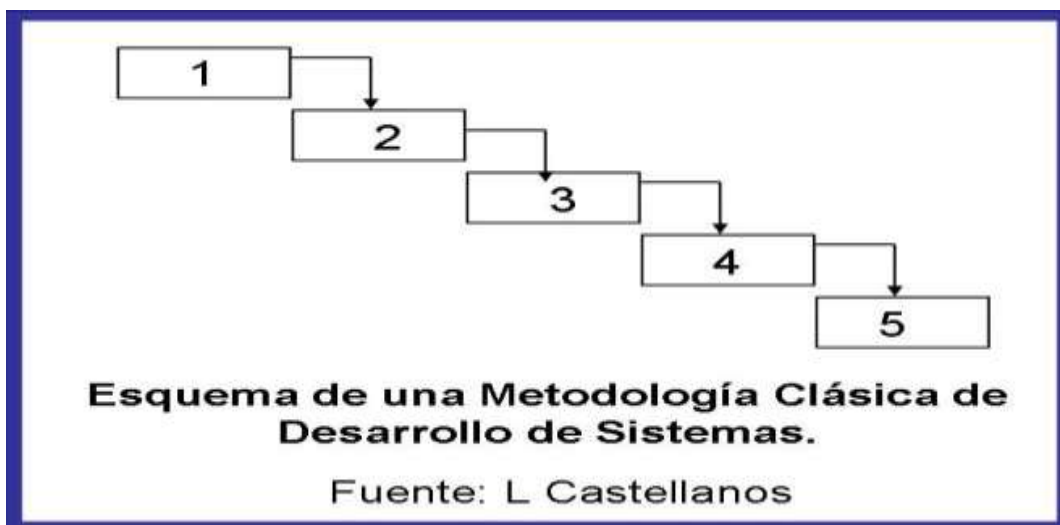 1
2
3
4
5
Esquema de una Metodología Clásica de
Desarrollo de Sistemas.
Fuente: L Castellanos